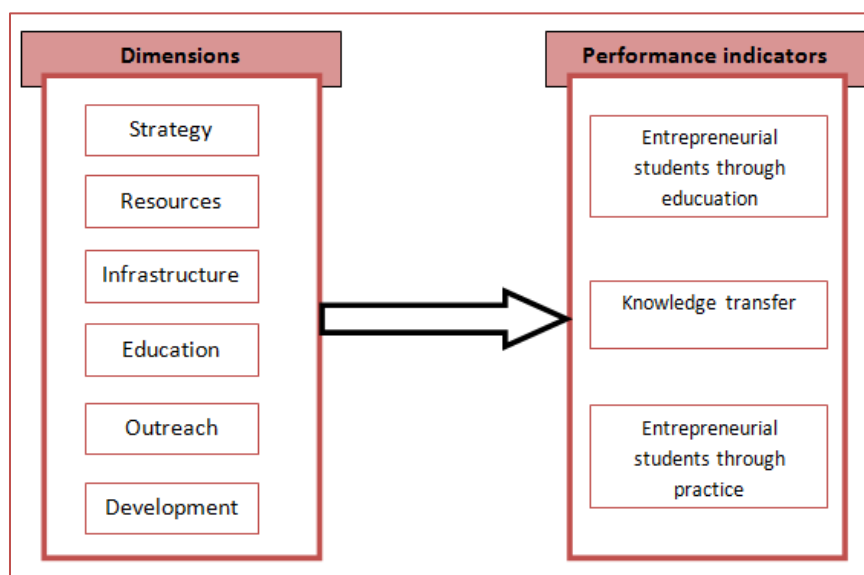 Dimensions
Strategy
Resources
Infrastructure
Education
Outreach
Development
Performance indicators
Entrepreneurial
students through
educuation
Knowledge transfer
Entrepreneurial
students through
practice